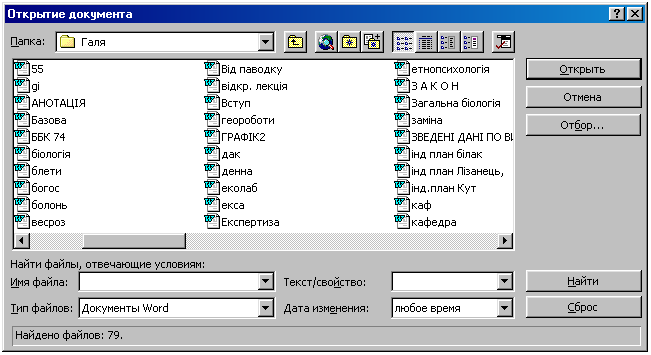 Открытие документа
Папка: Галя
55
gi
АНОТАЦІЯ
Базова
ББК 74
біологія
блети
богос
болонь
весроз
Від паводку
відкр. лекція
Вступ
геороботи
ГРАФІК2
дак
денна
еколаб
екса
Експертиза
етнопсихологія
З А К О Н
Загальна біологія
заміна
ЗВЕДЕНІ ДАНІ ПО ВИ
інд план білак
інд план Лізанець,
інд.план Кут
каф
кафедра
Открыть
Отмена
Отбор...
Найти файлы, отвечающие условиям:
Имя файла: Текст/свойство: Найти
Тип файлов: Документы Word Дата изменения: любое время Сброс
Найдено файлов: 79.